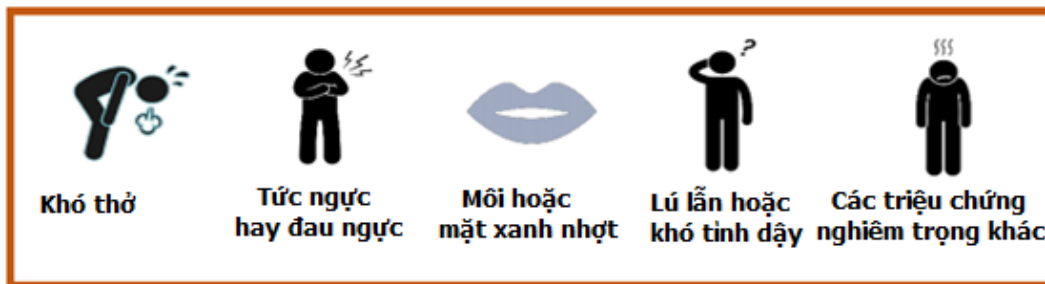 Khó thở
Tức ngực
hay đau ngực
Môi hoặc
mặt xanh nhợt
Lú lẫn hoặc
khó tỉnh dậy
Các triệu chứng
nghiêm trọng khác
?